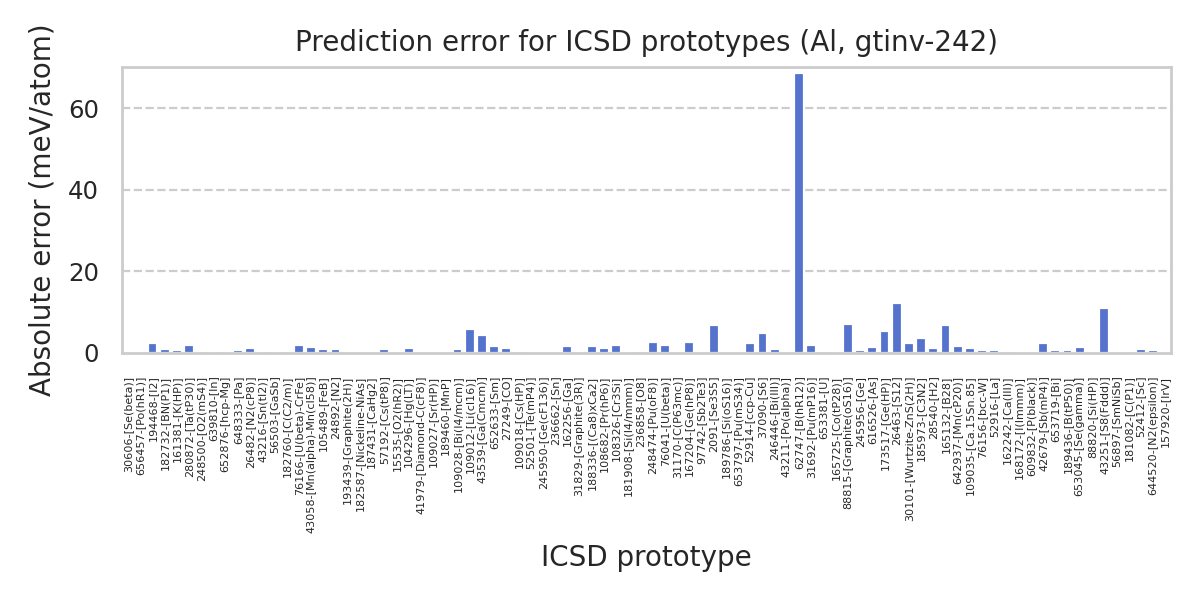 Prediction error for ICSD prototypes (Al, gtinv-242)
Absolute error (meV/atom)
60
40
20
0
30606-[Se(beta)]
656457-[Po(hR1)]
194468-[I2]
182732-[BN(P1)]
16381-[K(HP)]
280872-[Ta(tP30)]
248500-[O2(mS4)]
639810-[In]
652876-[hcp-Mg]
64833-[Pa]
26482-[N2(cP8)]
43216-[Sn(tI2)]
56503-[GaSb]
182760-[C(C2/m)]
76166-[U(beta)-CrFe]
43058-[Mn(alpha)-Mn(cI58)]
105489-[FeB]
24892-[N2]
193439-[Graphite(2H)]
182587-[Nickeline-NiAs]
187431-[CaHg2]
57192-[Cs(tP8)]
15535-[O2(hR2)]
104296-[Hg(LT)]
41979-[Diamond-C(cF8)]
109027-[Sr(HP)]
189460-[MnP]
109028-[Bi(I4/mcm)]
109012-[Li(cI16)]
43539-[Ga(Cmcm)]
652633-[Sm]
27249-[CO]
109018-[Cs(HP)]
52501-[Te(mP4)]
245950-[Ge(cF136)]
236662-[Sn]
162256-[Ga]
31829-[Graphite(3R)]
188336-[(Ca8)xCa2]
108682-[Pr(hP6)]
108326-[Cr3Si]
181908-[Si(I4/mmm)]
236858-[O8]
248474-[Pu(oF8)]
76041-[U(beta)]
31170-[C(P63mc)]
167204-[Ge(hP8)]
97742-[Sb2Te3]
2091-[Se3S5]
189786-[Si(oS16)]
653797-[Pu(mS34)]
52914-[ccp-Cu]
37090-[S6]
246446-[Bi(III)]
43211-[Po(alpha)]
62747-[B(hR12)]
31692-[Pu(mP16)]
653381-[U]
165725-[Co(tP28)]
88815-[Graphite(oS16)]
245956-[Ge]
616526-[As]
173517-[Ge(HP)]
26463-[S12]
30101-[Wurtzite-ZnS(2H)]
185973-[C3N2]
28540-[H2]
165132-[B28]
642937-[Mn(cP20)]
109035-[Ca.15Sn.85]
76156-[bcc-W]
52916-[La]
162242-[Ca(III)]
168172-[I(Immm)]
609832-[P(black)]
42679-[Sb(mP4)]
653719-[Bi]
189436-[B(tP50)]
653045-[Se(gamma)]
88820-[Si(HP)]
43251-[S8(Fddd)]
56897-[SmNiSb]
181082-[C(P1)]
52412-[Sc]
644520-[N2(epsilon)]
157920-[IrV]
ICSD prototype